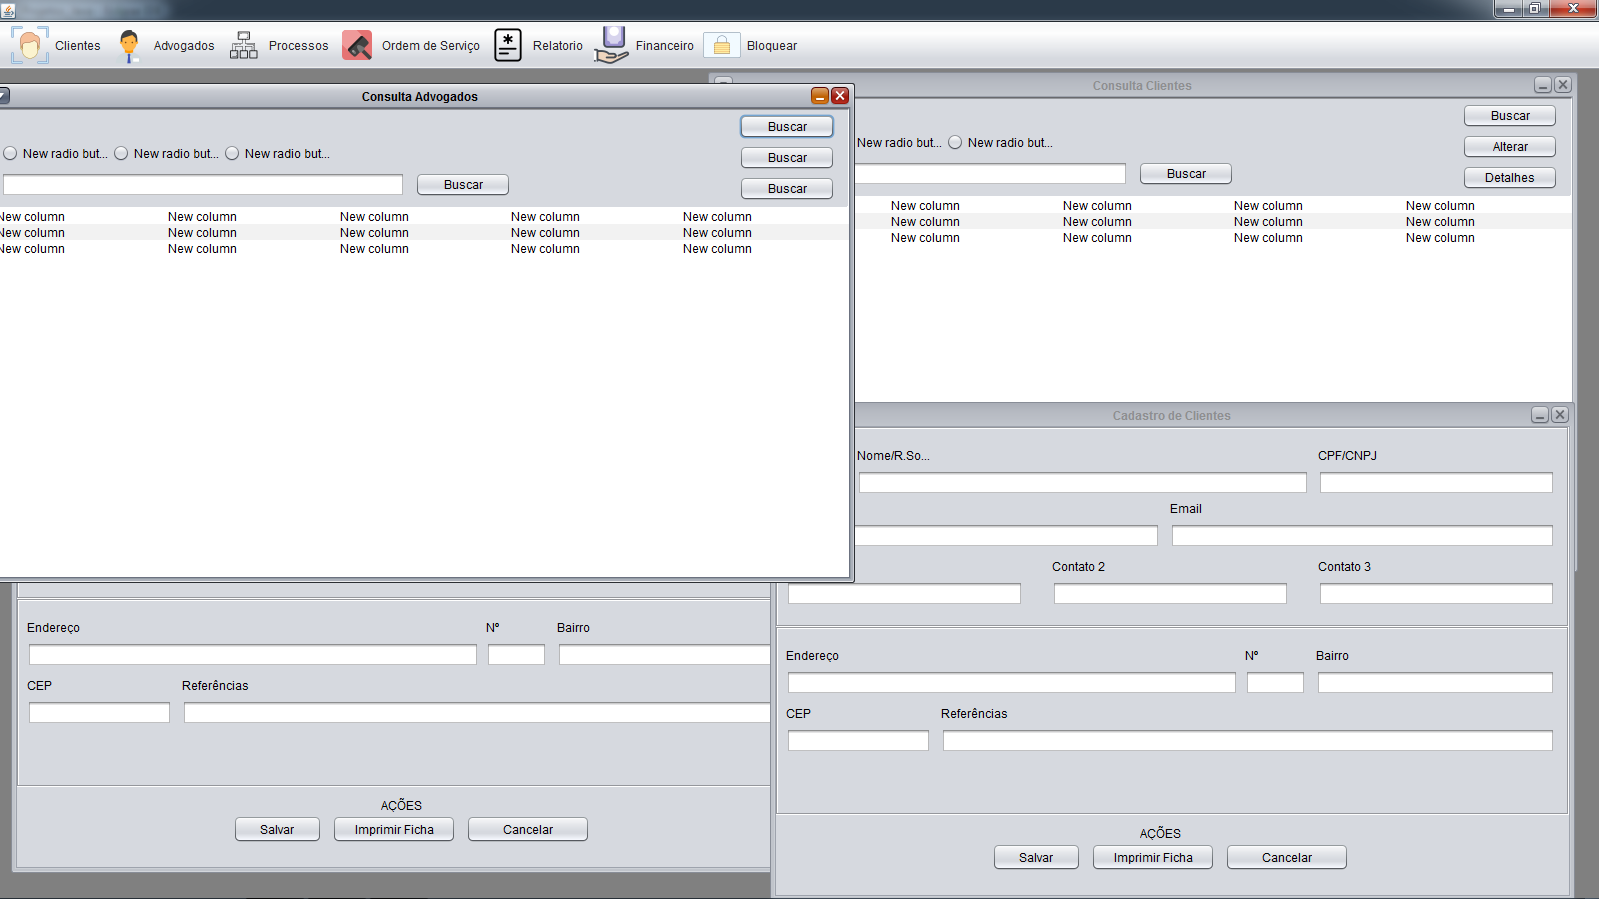 Clientes Advogados Processos Ordem de Serviço Relatorio Financeiro Bloquear
Consulta Advogados
Buscar
New radio but... New radio but... New radio but...
Buscar
Buscar
Buscar
New column New column New column New column New column
New column New column New column New column New column
New column New column New column New column New column
Consulta Clientes
Buscar
New radio but... New radio but...
Alterar
Buscar
Detalhes
New column New column New column New column
New column New column New column New column
New column New column New column New column
Cadastro de Clientes
Nome/R.So... CPF/CNPJ
Email
Contato 2 Contato 3
Endereço Nº Bairro
CEP Referências
AÇÕES
Salvar Imprimir Ficha Cancelar
Endereço Nº Bairro
CEP Referências
AÇÕES
Salvar Imprimir Ficha Cancelar